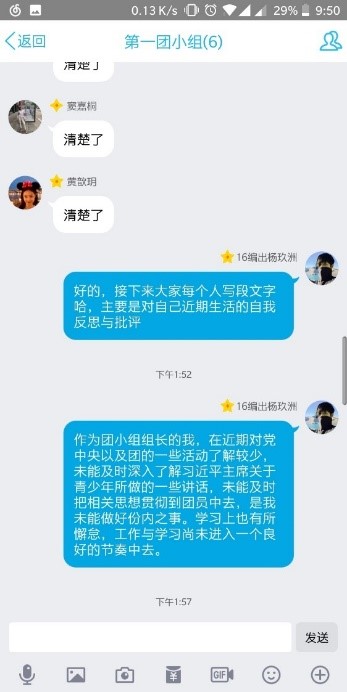 0.13 K/s 29% 9:50
返回 第一团小组(6)
清楚了
窦嘉桐
清楚了
黄歆玥
清楚了
16编出杨玖洲
好的，接下来大家每个人写段文字
哈，主要是对自己近期生活的自我
反思与批评
下午1:52
16编出杨玖洲
作为团小组组长的我，在近期对党
中央以及团的一些活动了解较少，
未能及时深入了解习近平主席关于
青少年所做的一些讲话，未能及时
把相关思想贯彻到团员中去，是我
未能做好份内之事。学习上也有所
懈怠，工作与学习尚未进入一个良
好的节奏中去。
下午1:57
发送
GIF